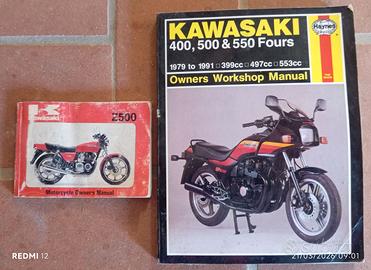 Kawasaki
Z500
Motorcycle Owners Manual
KAWASAKI
Haynes
400, 500 & 550 Fours
1979 to 1991 □ 399cc □ 497cc □ 553cc
Owners Workshop Manual
REDMI 12
21/03/2026 09:01